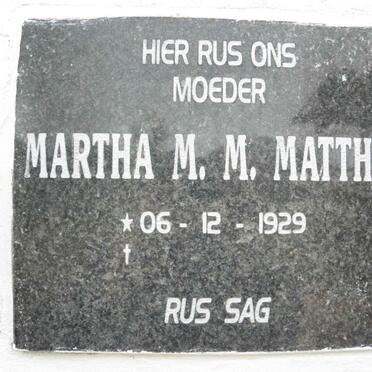 HIER RUS ONS
MOEDER
MARTHA M. M. MATTH
★ 06 - 12 - 1929
†
RUS SAG